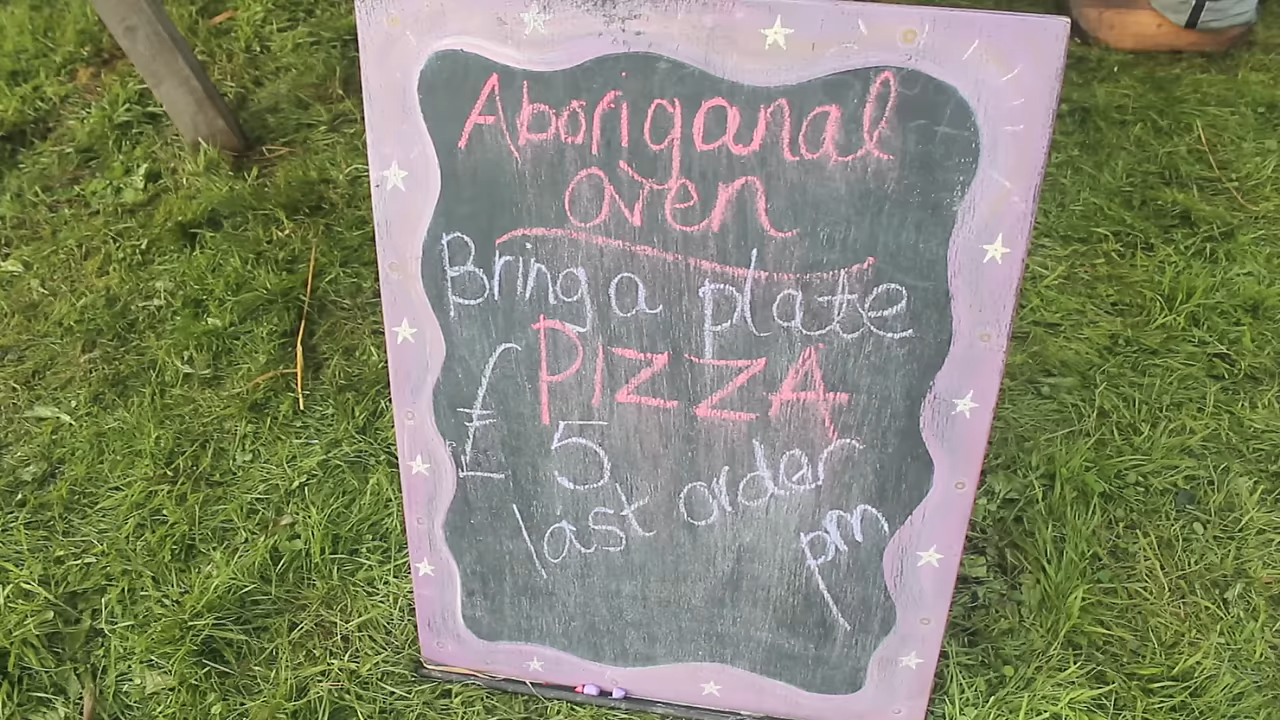 Aboriganal
oven
Bring a plate
PIZZA
£ 5
last order
pm